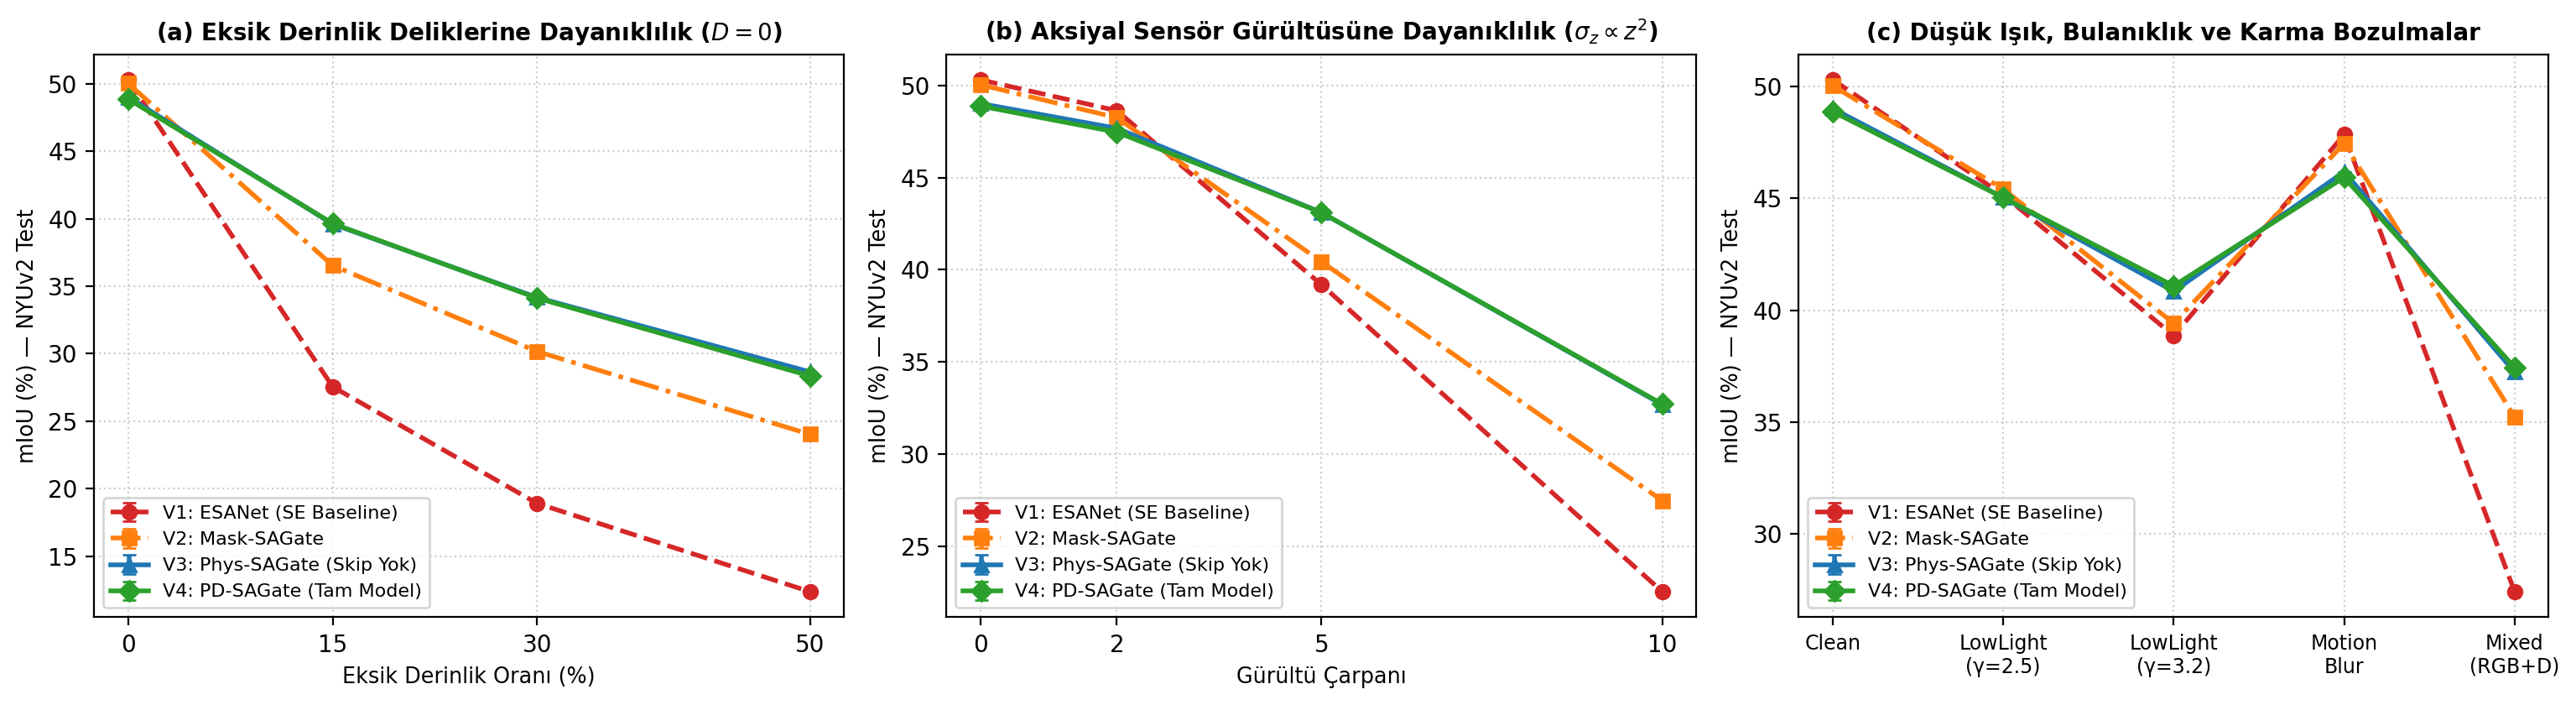 (a) Eksik Derinlik Deliklerine Dayanıklılık (D = 0)
mIoU (%) — NYUv2 Test
50
45
40
35
30
25
20
15
V1: ESANet (SE Baseline)
V2: Mask-SAGate
V3: Phys-SAGate (Skip Yok)
V4: PD-SAGate (Tam Model)
0 15 30 50
Eksik Derinlik Oranı (%)
(b) Aksiyal Sensör Gürültüsüne Dayanıklılık (σz ∝ z²)
mIoU (%) — NYUv2 Test
50
45
40
35
30
25
V1: ESANet (SE Baseline)
V2: Mask-SAGate
V3: Phys-SAGate (Skip Yok)
V4: PD-SAGate (Tam Model)
0 2 5 10
Gürültü Çarpanı
(c) Düşük Işık, Bulanıklık ve Karma Bozulmalar
mIoU (%) — NYUv2 Test
50
45
40
35
30
V1: ESANet (SE Baseline)
V2: Mask-SAGate
V3: Phys-SAGate (Skip Yok)
V4: PD-SAGate (Tam Model)
Clean
LowLight
(γ=2.5)
LowLight
(γ=3.2)
Motion
Blur
Mixed
(RGB+D)